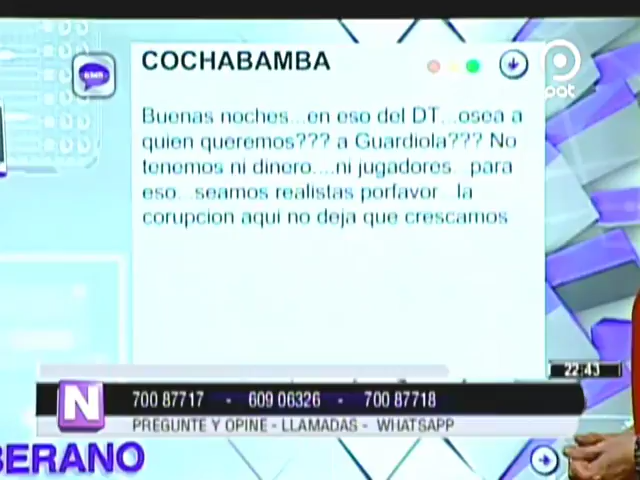 COCHABAMBA
SMS
pat
Buenas noches...en eso del DT...osea a
quien queremos??? a Guardiola??? No
tenemos ni dinero....ni jugadores...para
eso...seamos realistas porfavor...la
corupcion aqui no deja que crescamos
22:43
N
700 87717 - 609 06326 - 700 87718
PREGUNTE Y OPINE - LLAMADAS - WHATSAPP
BERANO